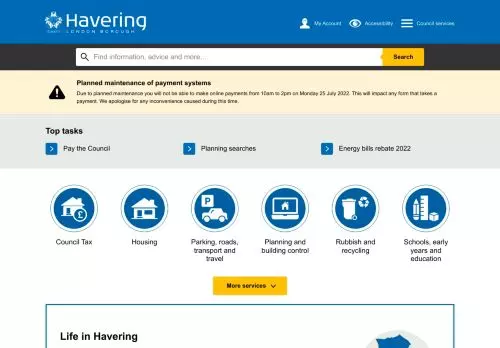 Havering
LONDON BOROUGH
My Account
Accessibility
Council services
Find information, advice and more...
Search
Planned maintenance of payment systems
Due to planned maintenance you will not be able to make online payments from 10am to 2pm on Monday 25 July 2022. This will impact any form that takes a
payment. We apologise for any inconvenience caused during this time.
Top tasks
Pay the Council
Planning searches
Energy bills rebate 2022
P
£
Council Tax
Housing
Parking, roads,
transport and
travel
Planning and
building control
Rubbish and
recycling
Schools, early
years and
education
More services
Life in Havering